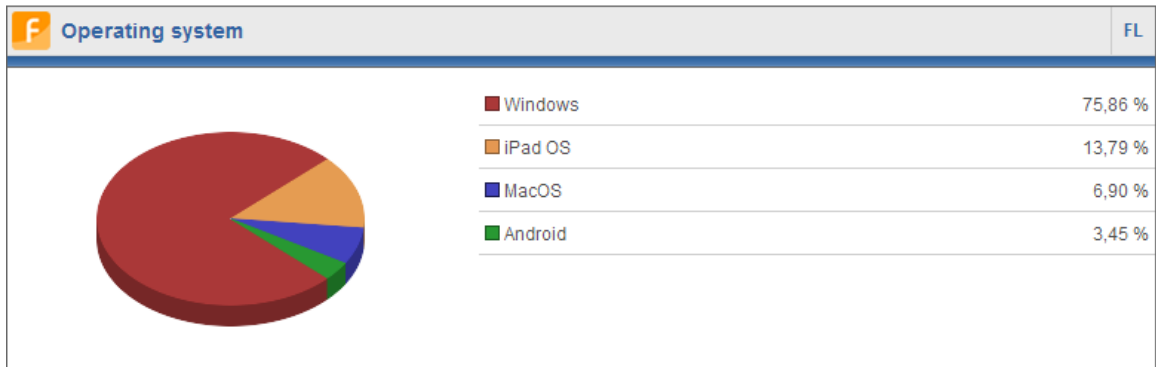 F Operating system FL
Windows 75,86 %
iPad OS 13,79 %
MacOS 6,90 %
Android 3,45 %